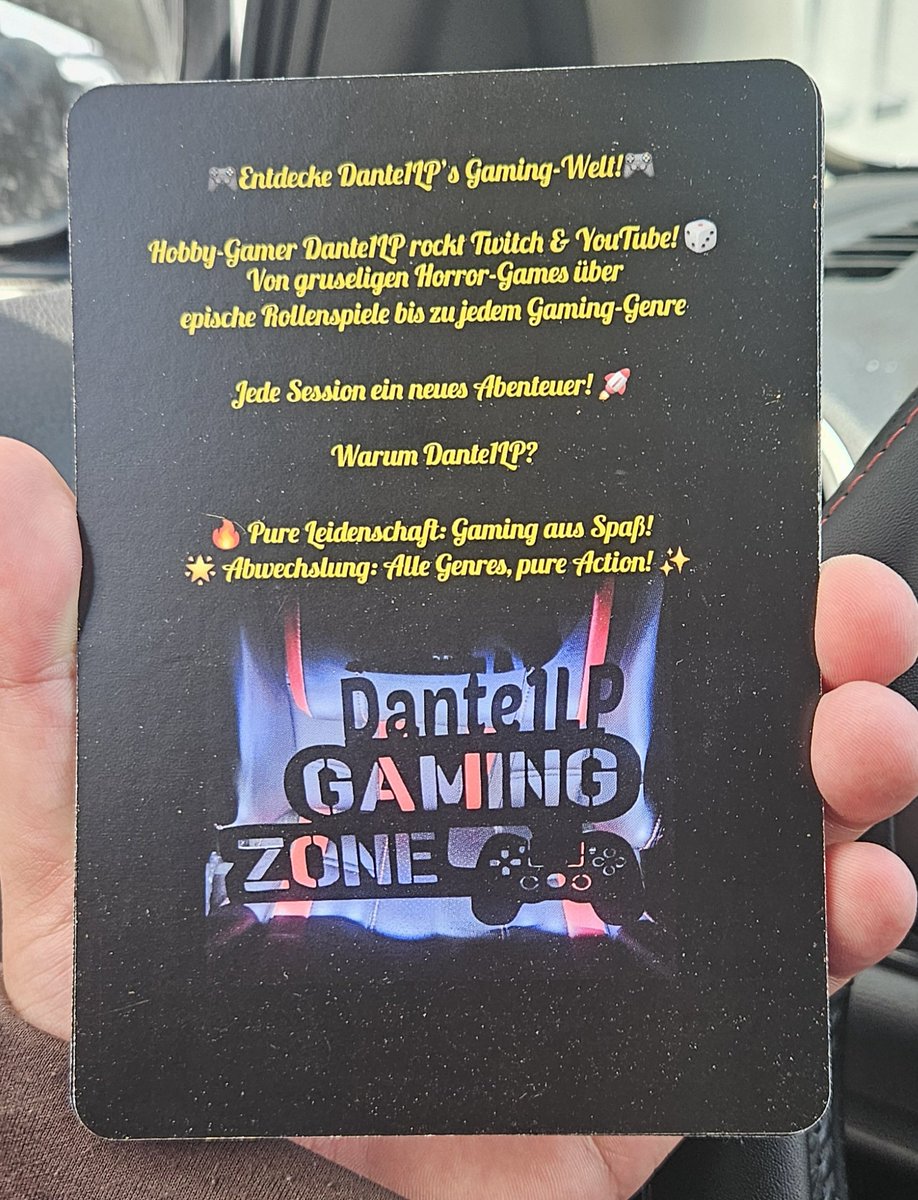 🎮Entdecke Dante1LP's Gaming-Welt!🎮
Hobby-Gamer Dante1LP rockt Twitch & YouTube! 🎲
Von gruseligen Horror-Games über
epische Rollenspiele bis zu jedem Gaming-Genre
Jede Session ein neues Abenteuer! 🚀
Warum Dante1LP?
🔥 Pure Leidenschaft: Gaming aus Spaß!
🌟 Abwechslung: Alle Genres, pure Action! ✨
Dante1LP
GAMING
ZONE